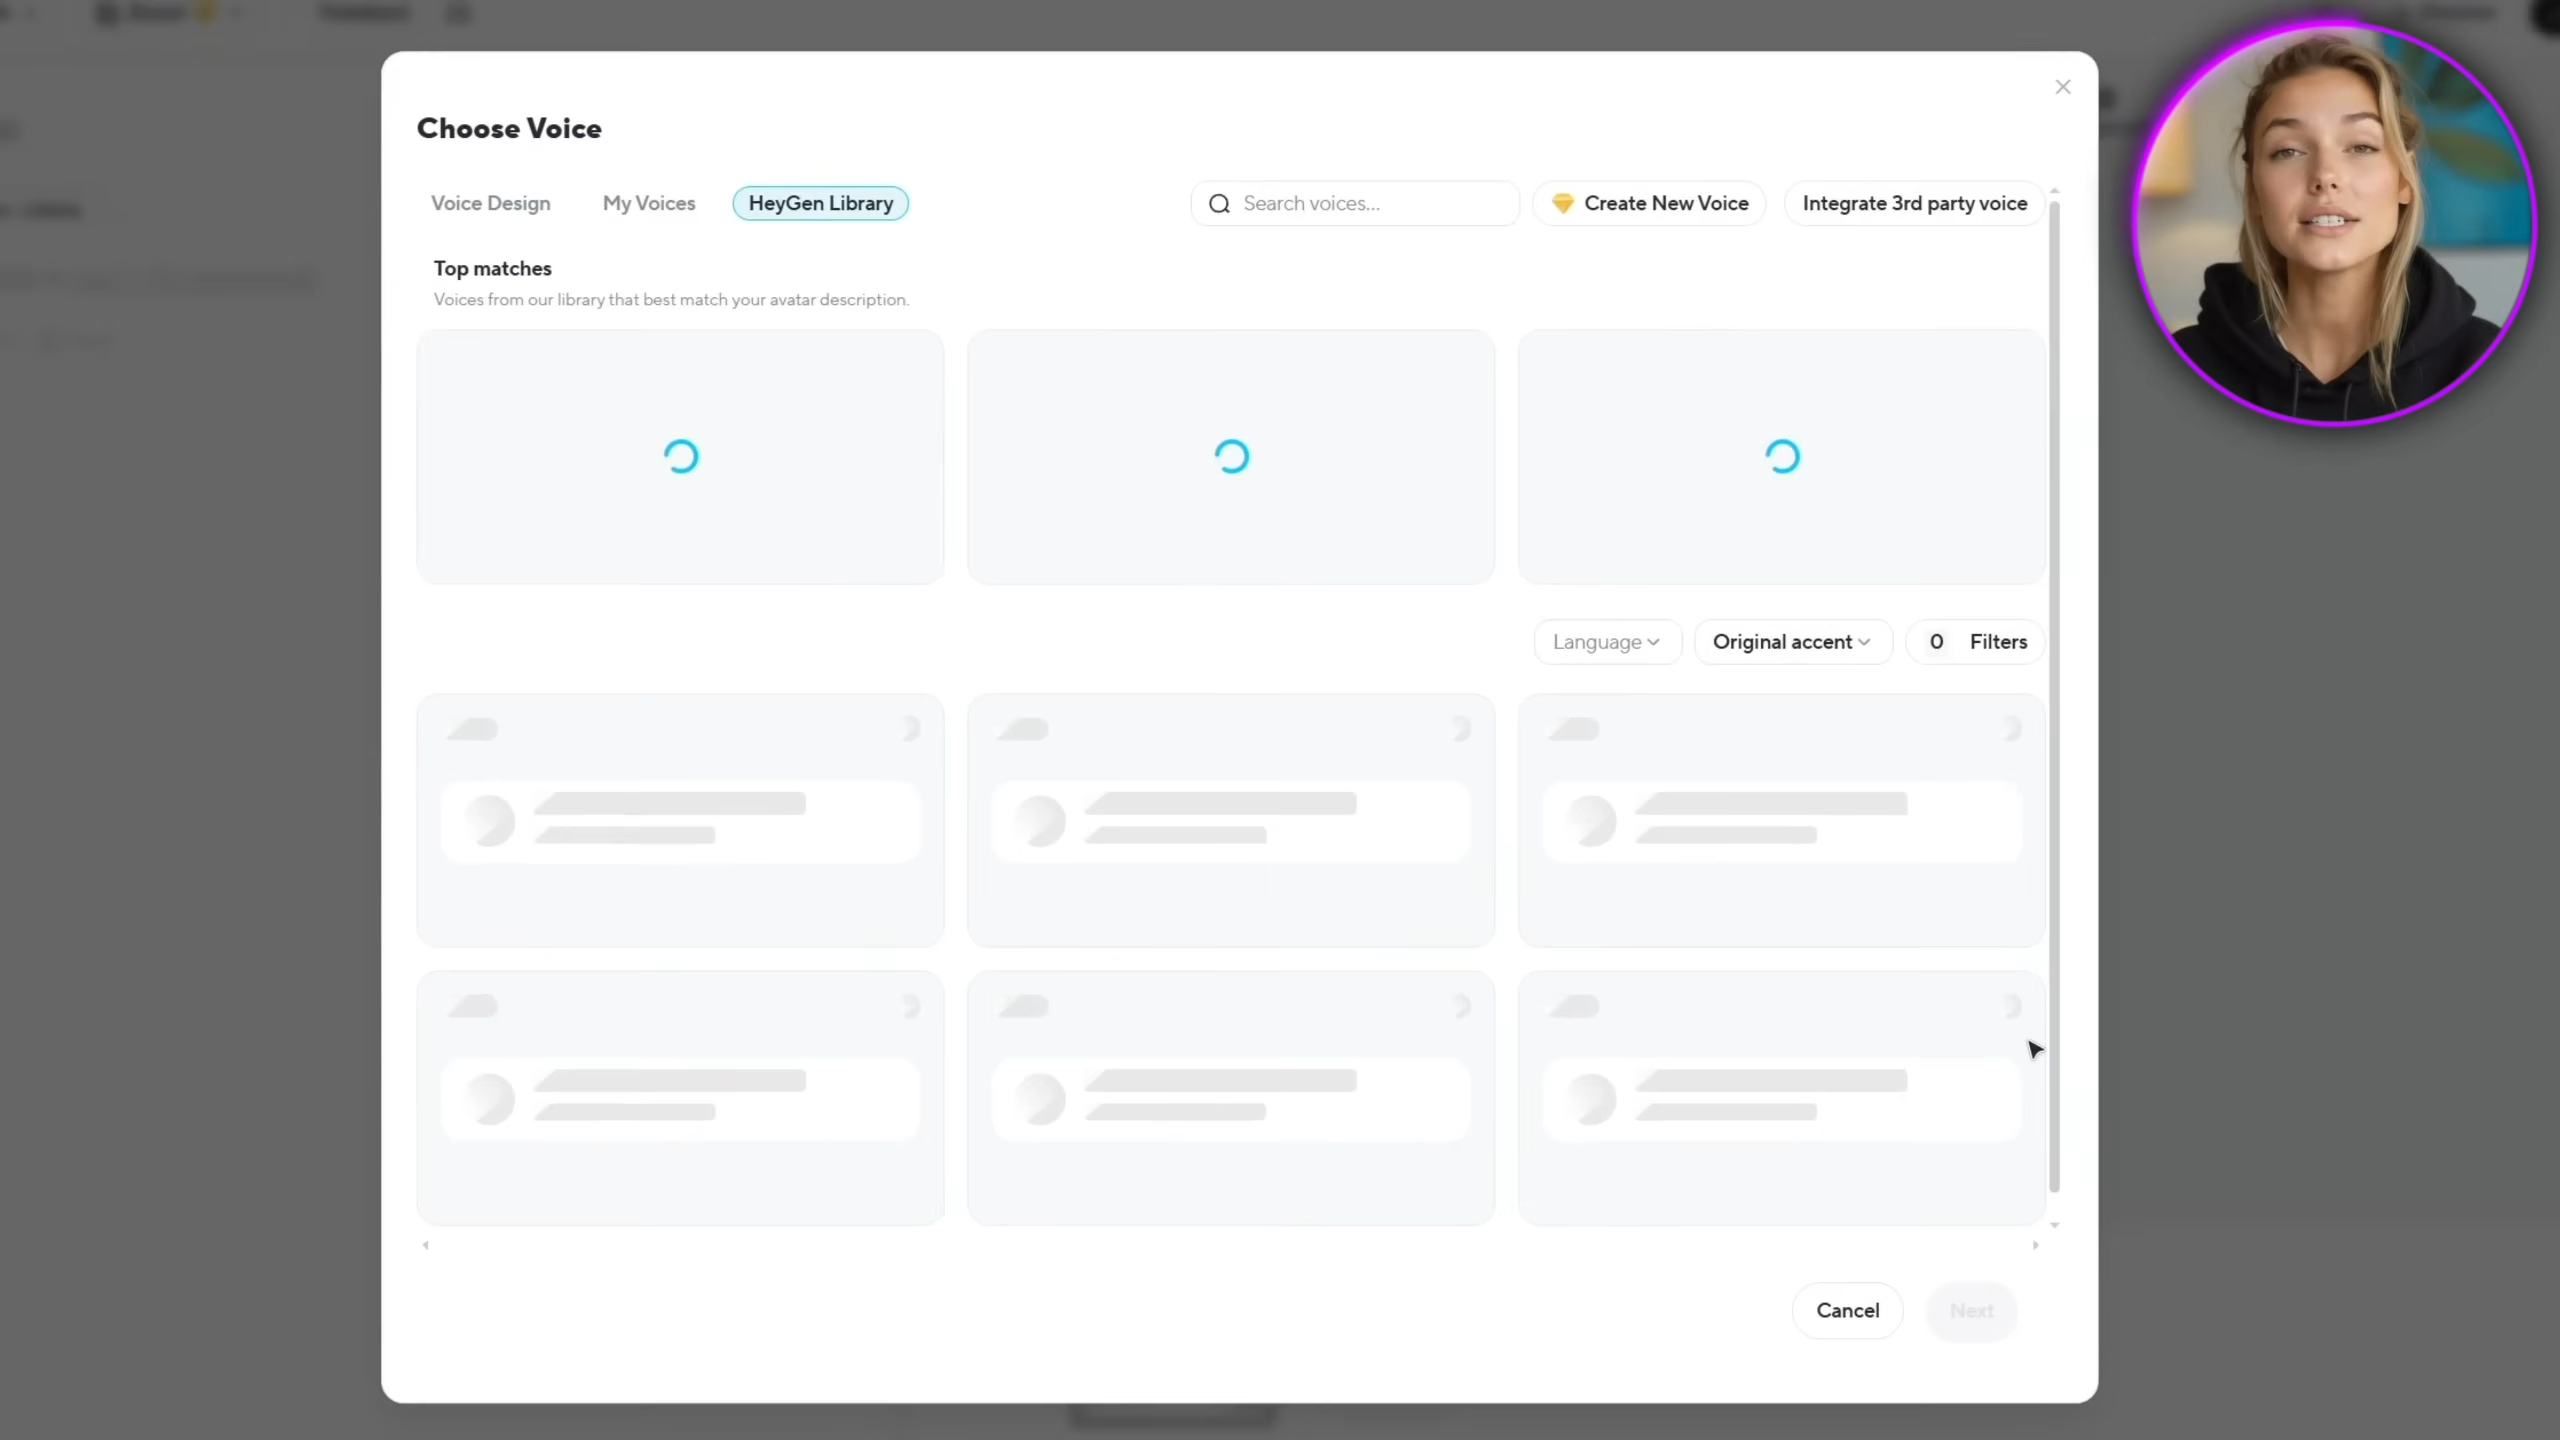 Choose Voice
Voice Design
My Voices
HeyGen Library
Search voices...
Create New Voice
Integrate 3rd party voice
Top matches
Voices from our library that best match your avatar description.
Language
Original accent
0 Filters
Cancel
Next